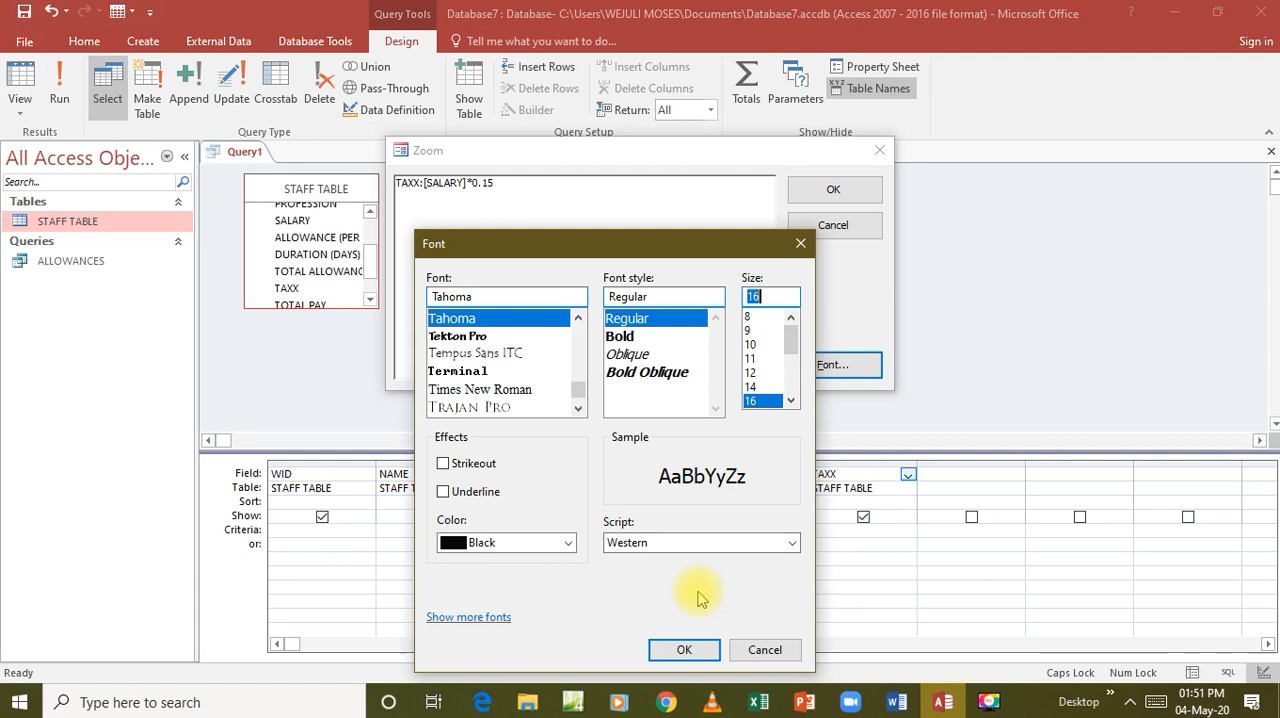 Query Tools
Database7 : Database- C:\Users\WEJULI MOSES\Documents\Database7.accdb (Access 2007 - 2016 file format) - Microsoft Office
File
Home
Create
External Data
Database Tools
Design
Tell me what you want to do...
Sign in
View
Run
Select
Make Table
Append
Update
Crosstab
Delete
Union
Pass-Through
Data Definition
Show Table
Insert Rows
Delete Rows
Builder
Insert Columns
Delete Columns
Return: All
Totals
Parameters
Property Sheet
Table Names
Results
Query Type
Query Setup
Show/Hide
All Access Obje...
Search...
Tables
STAFF TABLE
Queries
ALLOWANCES
Query1
STAFF TABLE
PROFESSION
SALARY
ALLOWANCE (PER
DURATION (DAYS)
TOTAL ALLOWANC
TAXX
TOTAL PAY
Zoom
TAXX:[SALARY]*0.15
OK
Cancel
Font...
Font
Font:
Tahoma
Tahoma
Tekton Pro
Tempus Sans ITC
Terminal
Times New Roman
TRAJAN PRO
Font style:
Regular
Regular
Bold
Oblique
Bold Oblique
Size:
16
8
9
10
11
12
14
16
Effects
Strikeout
Underline
Color:
Black
Sample
AaBbYyZz
Script:
Western
Show more fonts
OK
Cancel
Field: WID NAME TAXX
Table: STAFF TABLE STAFF T STAFF TABLE
Sort:
Show:
Criteria:
or:
Ready
Caps Lock
Num Lock
SQL
Type here to search
Desktop
01:51 PM
04-May-20